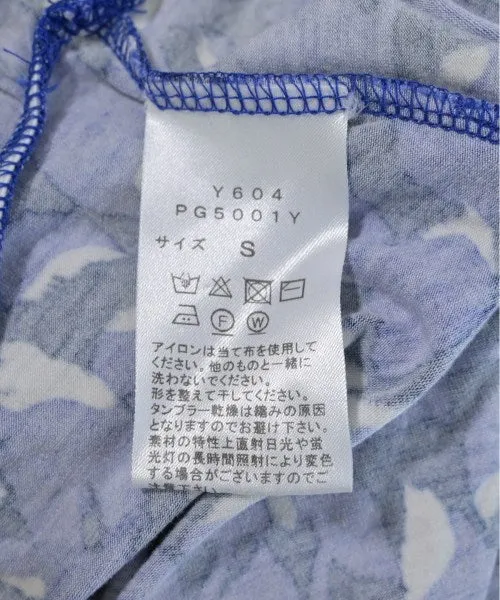 Y604
PG5001Y
サイズ S
F W
アイロンは当て布を使用して
ください。他のものと一緒に
洗わないでください。
形を整えて干してください。
タンブラー乾燥は縮みの原因
となりますのでお避け下さい。
素材の特性上直射日光や蛍
光灯の長時間照射により変色
する場合がございますのでご